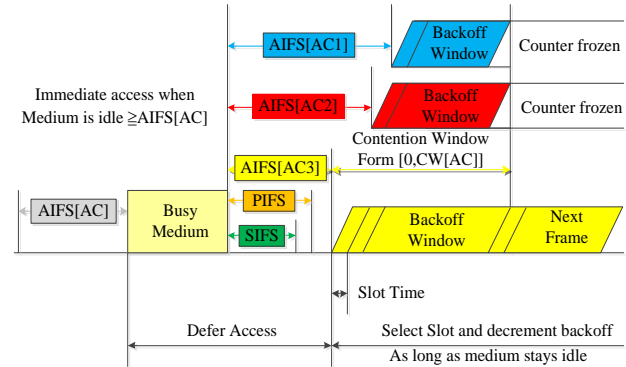 AIFS[AC1]
Backoff
Window
Counter frozen
Immediate access when
Medium is idle ≧AIFS[AC]
AIFS[AC2]
Backoff
Window
Counter frozen
Contention Window
Form [0,CW[AC]]
AIFS[AC3]
AIFS[AC]
Busy
Medium
PIFS
SIFS
Backoff
Window
Next
Frame
Slot Time
Defer Access
Select Slot and decrement backoff
As long as medium stays idle